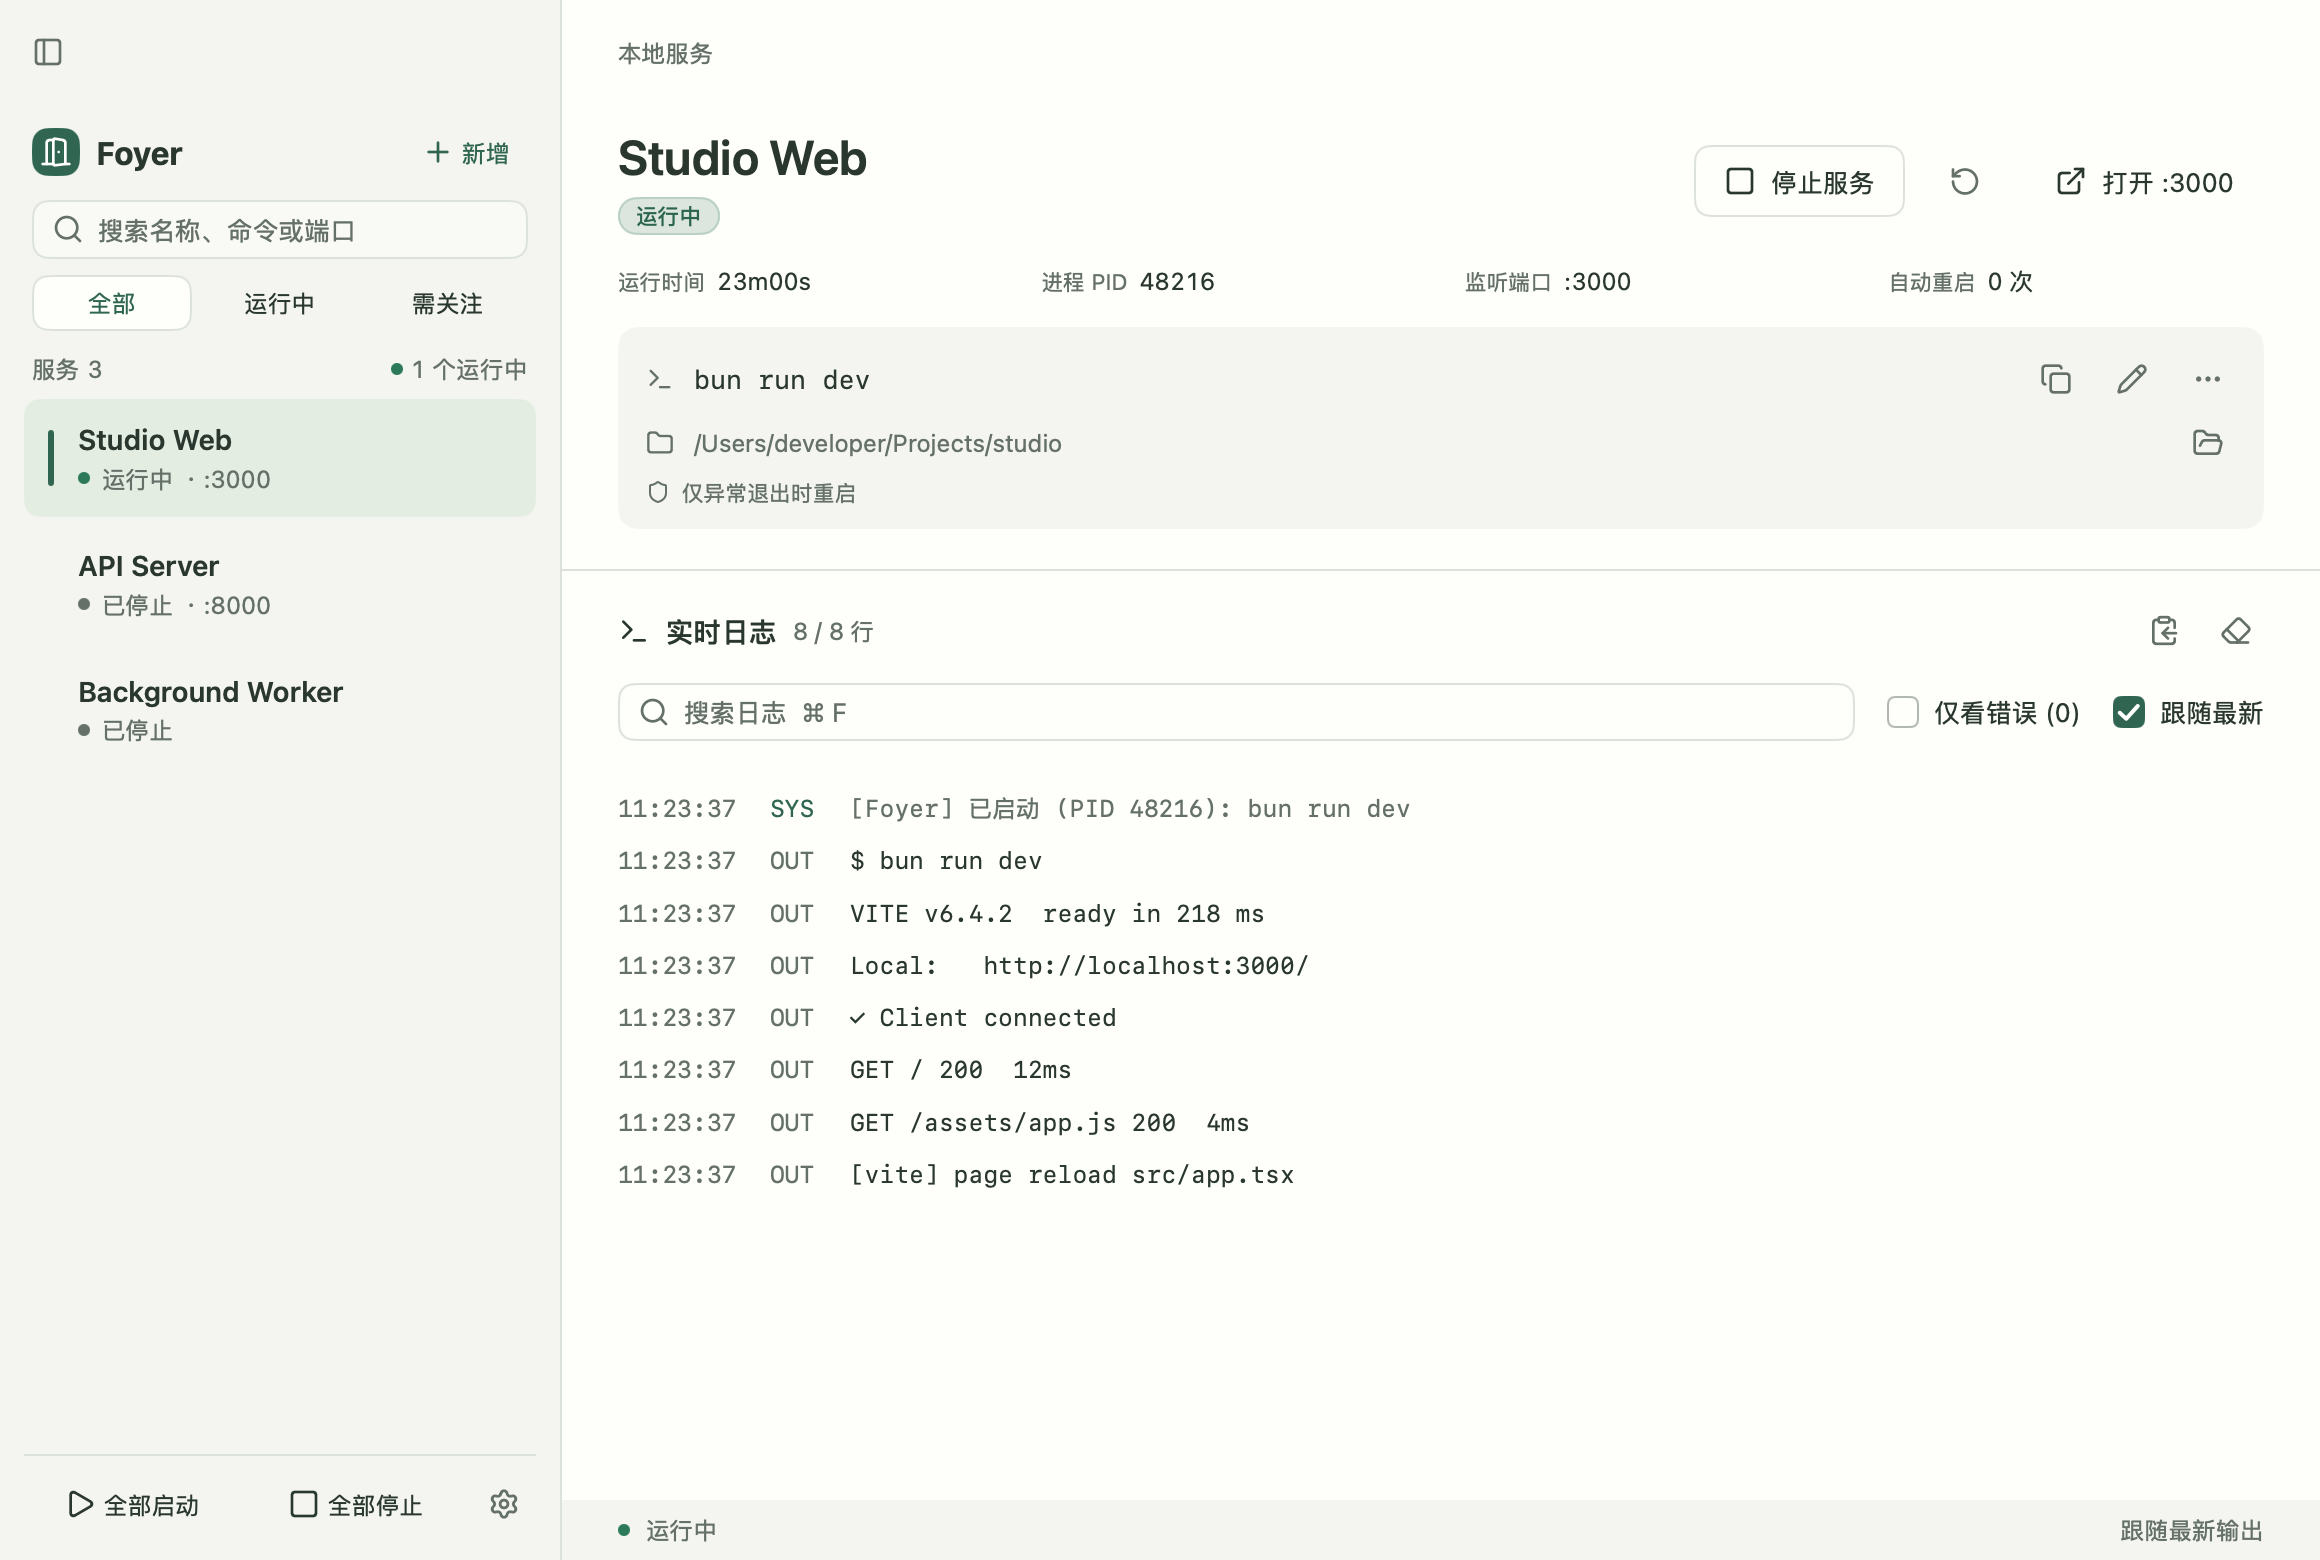 Foyer
新增
搜索名称、命令或端口
全部 运行中 需关注
服务 3
1 个运行中
Studio Web
运行中 · :3000
API Server
已停止 · :8000
Background Worker
已停止
全部启动 全部停止
本地服务
Studio Web
运行中
停止服务
打开 :3000
运行时间 23m00s
进程 PID 48216
监听端口 :3000
自动重启 0 次
bun run dev
/Users/developer/Projects/studio
仅异常退出时重启
实时日志 8 / 8 行
搜索日志 ⌘ F
仅看错误 (0)
跟随最新
11:23:37 SYS [Foyer] 已启动 (PID 48216): bun run dev
11:23:37 OUT $ bun run dev
11:23:37 OUT VITE v6.4.2  ready in 218 ms
11:23:37 OUT Local:   http://localhost:3000/
11:23:37 OUT ✓ Client connected
11:23:37 OUT GET / 200  12ms
11:23:37 OUT GET /assets/app.js 200  4ms
11:23:37 OUT [vite] page reload src/app.tsx
运行中
跟随最新输出